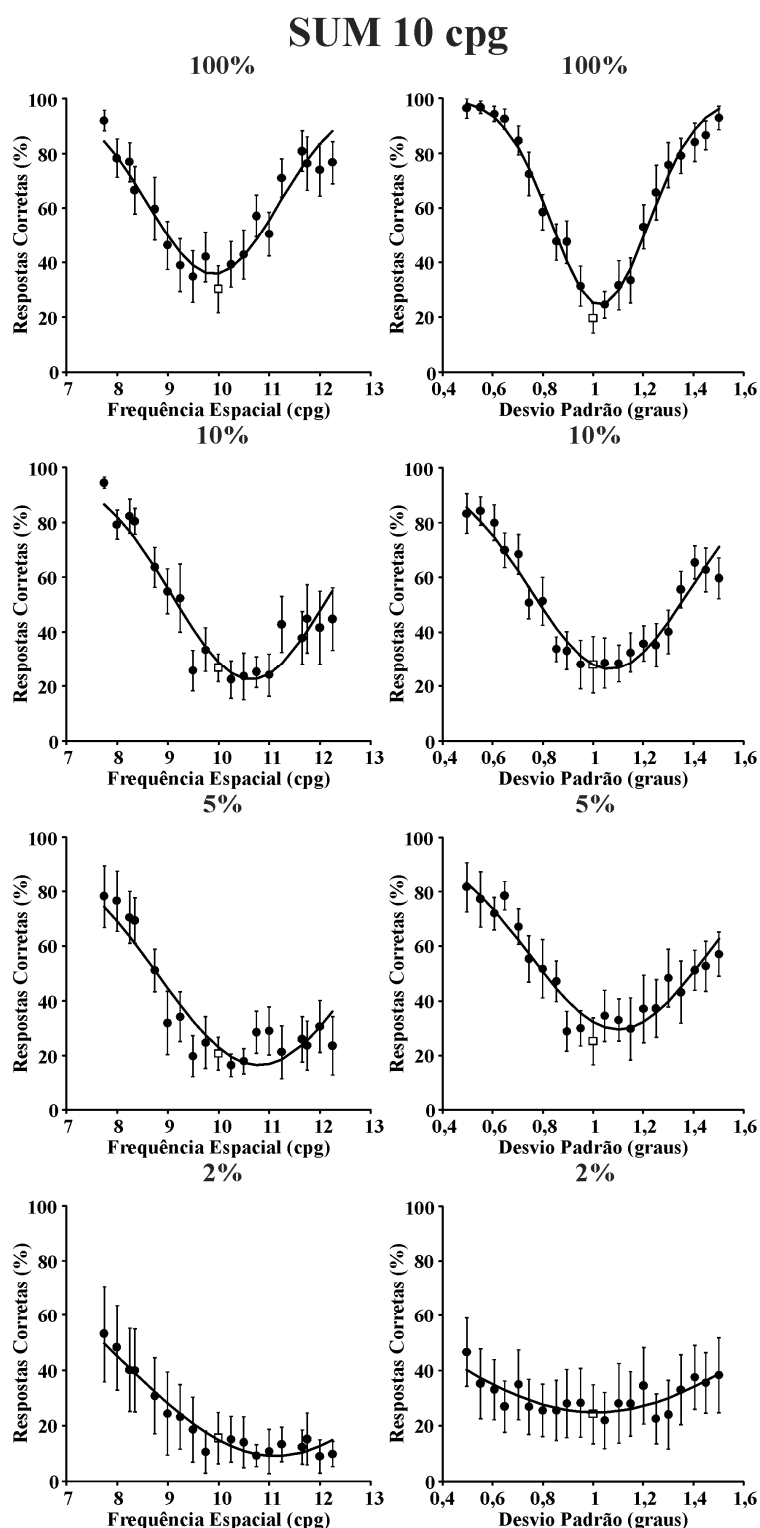 SUM 10 cpg
100%
100%
Respostas Corretas (%)
100
80
60
40
20
0
7 8 9 10 11 12 13
Frequência Espacial (cpg)
Respostas Corretas (%)
100
80
60
40
20
0
0,4 0,6 0,8 1 1,2 1,4 1,6
Desvio Padrão (graus)
10%
10%
Respostas Corretas (%)
100
80
60
40
20
0
7 8 9 10 11 12 13
Frequência Espacial (cpg)
Respostas Corretas (%)
100
80
60
40
20
0
0,4 0,6 0,8 1 1,2 1,4 1,6
Desvio Padrão (graus)
5%
5%
Respostas Corretas (%)
100
80
60
40
20
0
7 8 9 10 11 12 13
Frequência Espacial (cpg)
Respostas Corretas (%)
100
80
60
40
20
0
0,4 0,6 0,8 1 1,2 1,4 1,6
Desvio Padrão (graus)
2%
2%
Respostas Corretas (%)
100
80
60
40
20
0
7 8 9 10 11 12 13
Frequência Espacial (cpg)
Respostas Corretas (%)
100
80
60
40
20
0
0,4 0,6 0,8 1 1,2 1,4 1,6
Desvio Padrão (graus)